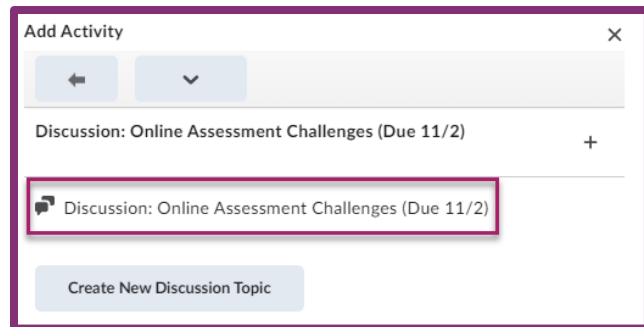 Add Activity
Discussion: Online Assessment Challenges (Due 11/2)
Discussion: Online Assessment Challenges (Due 11/2)
Create New Discussion Topic